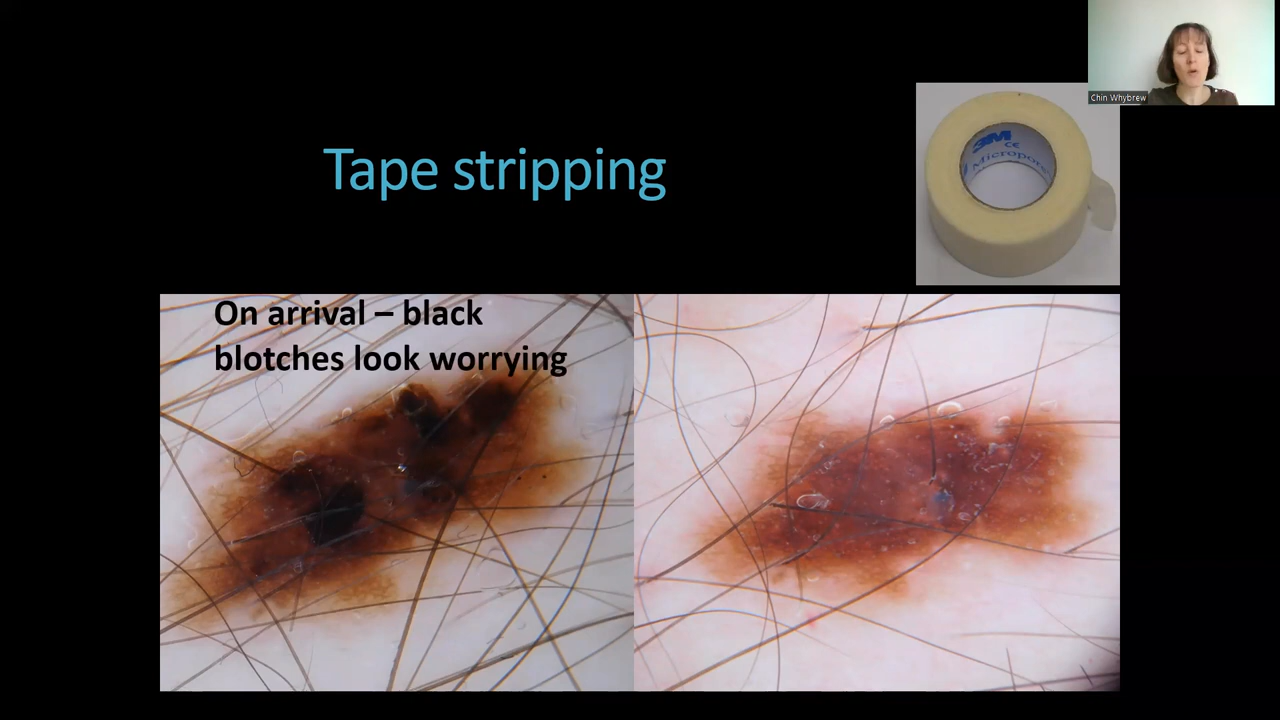 Chin Whybrew
Tape stripping
3M
CE
Micropore
On arrival – black
blotches look worrying